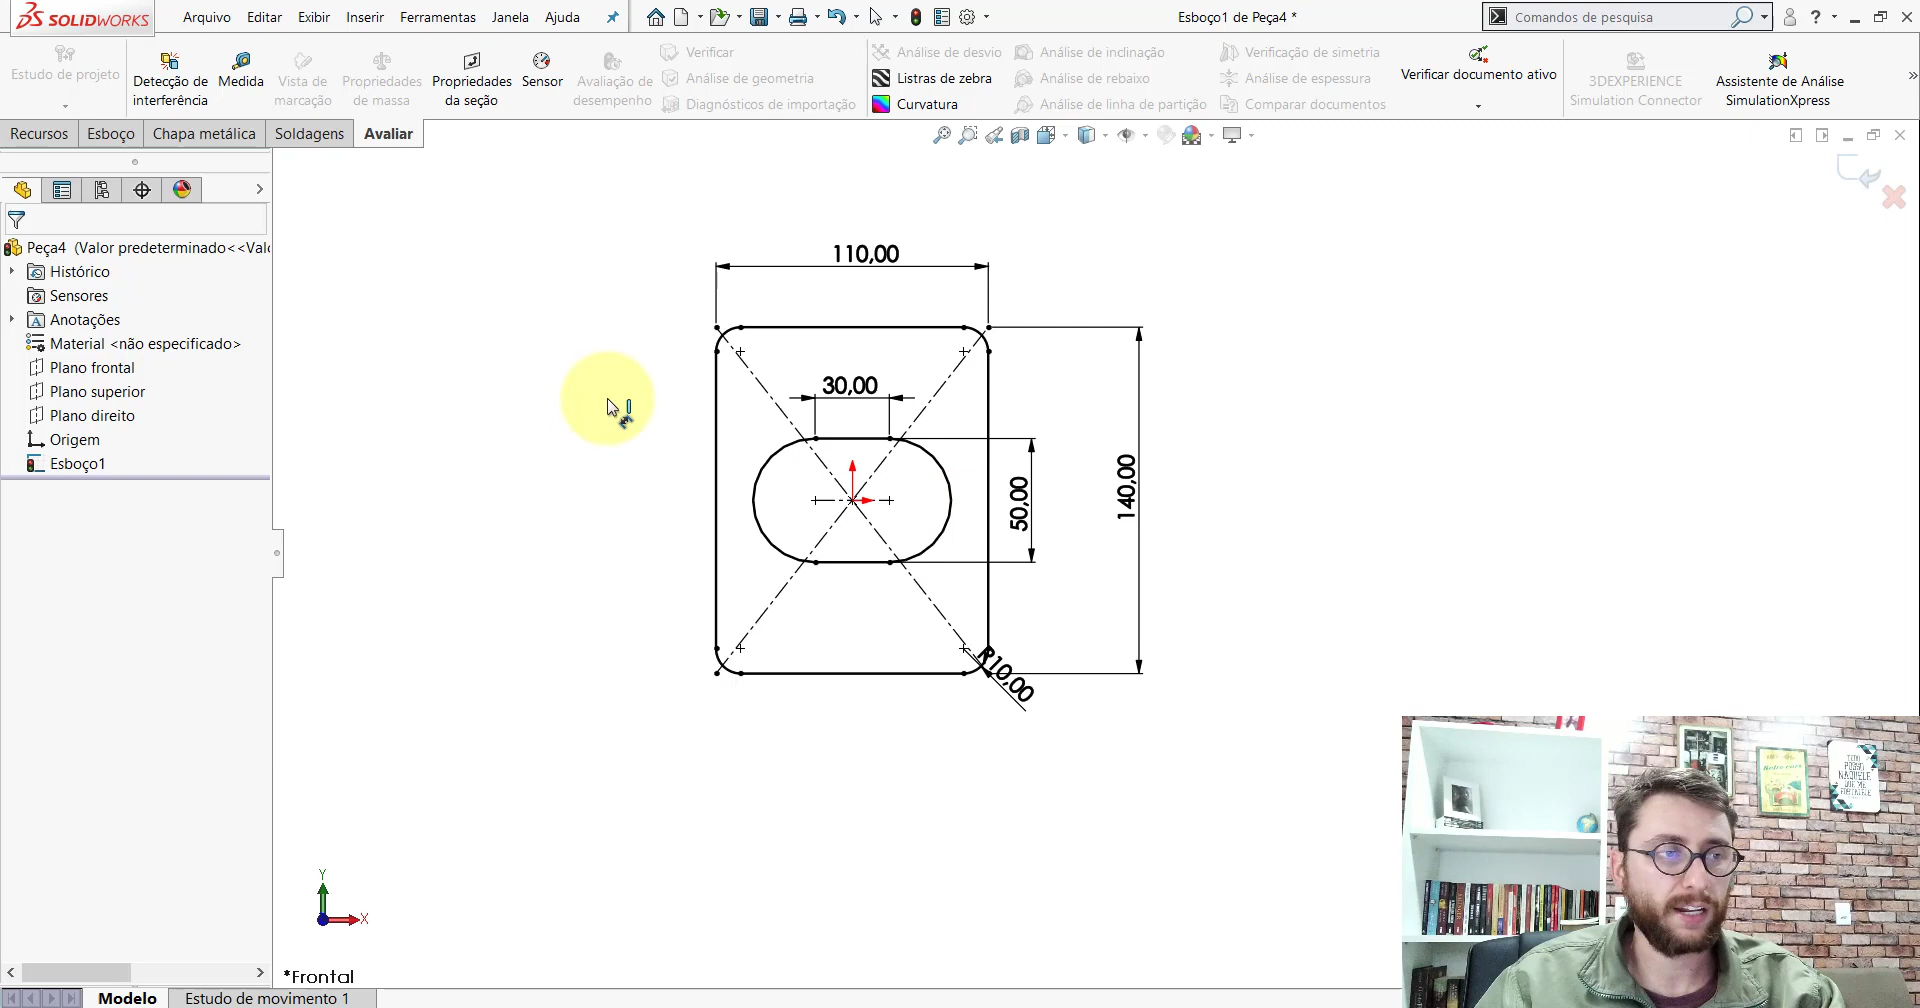 SOLIDWORKS
Arquivo Editar Exibir Inserir Ferramentas Janela Ajuda
Esboço1 de Peça4 *
Comandos de pesquisa
Estudo de projeto
Detecção de interferência
Medida
Vista de marcação
Propriedades de massa
Propriedades da seção
Sensor
Avaliação de desempenho
Verificar
Análise de geometria
Diagnósticos de importação
Análise de desvio
Listras de zebra
Curvatura
Análise de inclinação
Análise de rebaixo
Análise de linha de partição
Verificação de simetria
Análise de espessura
Comparar documentos
Verificar documento ativo
3DEXPERIENCE Simulation Connector
Assistente de Análise SimulationXpress
Recursos Esboço Chapa metálica Soldagens Avaliar
Peça4 (Valor predeterminado<<Valo
Histórico
Sensores
Anotações
Material <não especificado>
Plano frontal
Plano superior
Plano direito
Origem
Esboço1
110,00
30,00
50,00
140,00
R10,00
Y
X
*Frontal
Modelo Estudo de movimento 1